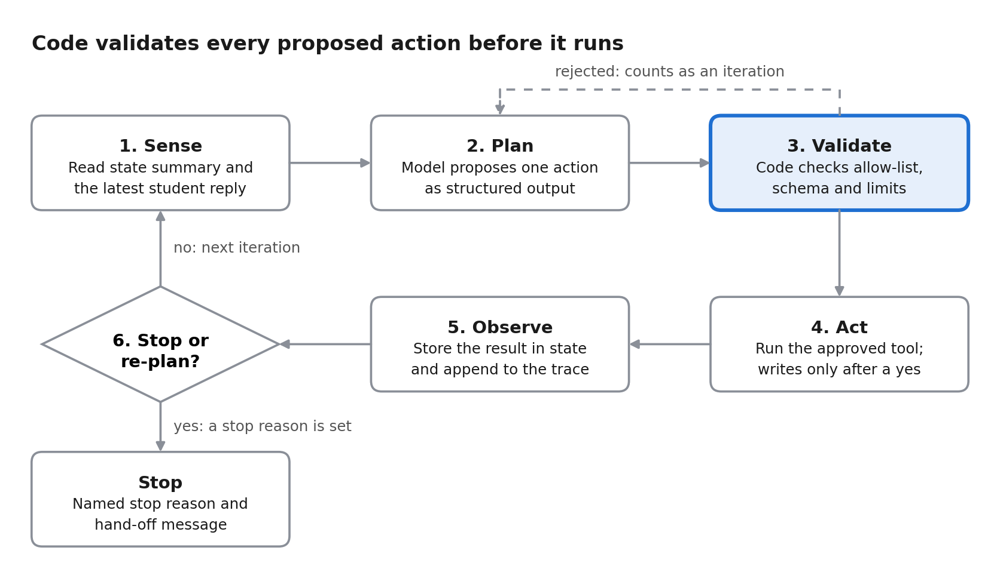 Code validates every proposed action before it runs
rejected: counts as an iteration
1. Sense
Read state summary and
the latest student reply
2. Plan
Model proposes one action
as structured output
3. Validate
Code checks allow-list,
schema and limits
no: next iteration
6. Stop or
re-plan?
5. Observe
Store the result in state
and append to the trace
4. Act
Run the approved tool;
writes only after a yes
yes: a stop reason is set
Stop
Named stop reason and
hand-off message